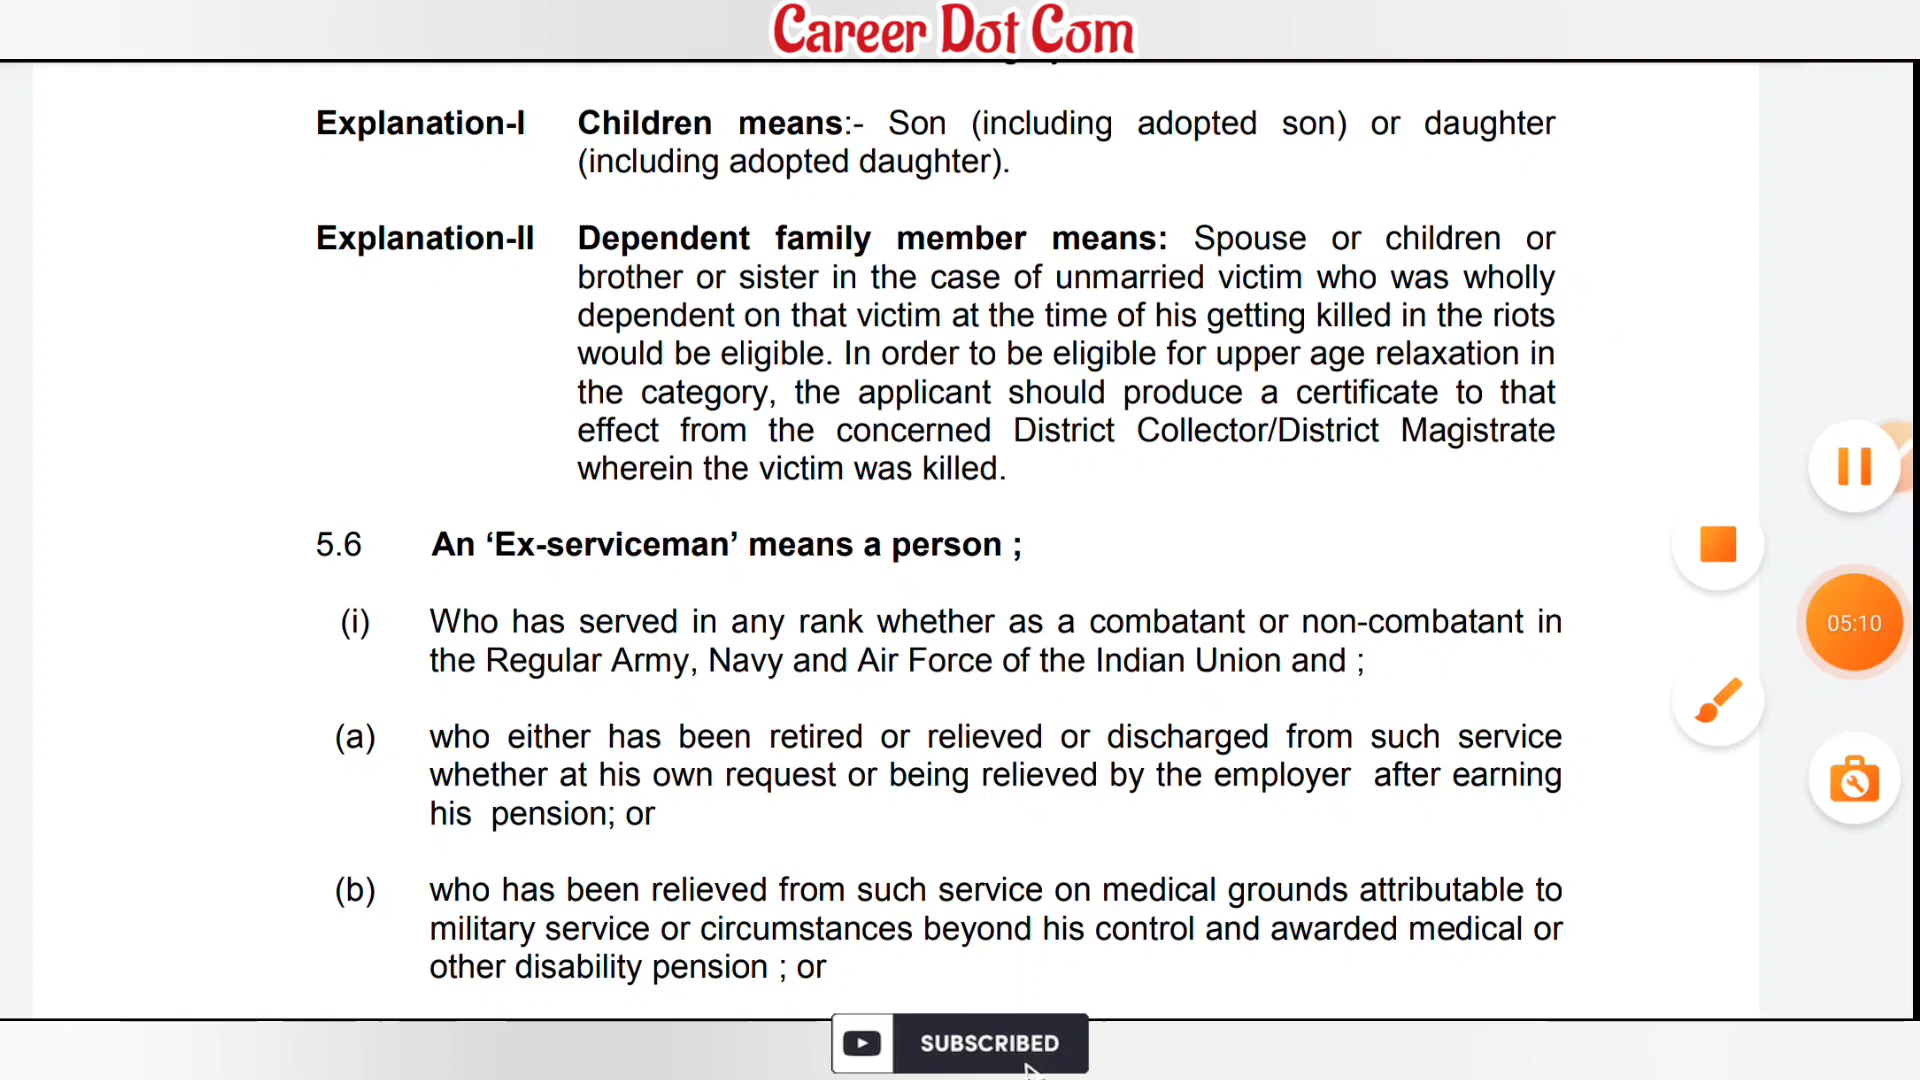 Career Dot Com
Explanation-I Children means:- Son (including adopted son) or daughter
(including adopted daughter).
Explanation-II Dependent family member means: Spouse or children or
brother or sister in the case of unmarried victim who was wholly
dependent on that victim at the time of his getting killed in the riots
would be eligible. In order to be eligible for upper age relaxation in
the category, the applicant should produce a certificate to that
effect from the concerned District Collector/District Magistrate
wherein the victim was killed.
5.6 An ‘Ex-serviceman’ means a person ;
(i) Who has served in any rank whether as a combatant or non-combatant in
the Regular Army, Navy and Air Force of the Indian Union and ;
05:10
(a) who either has been retired or relieved or discharged from such service
whether at his own request or being relieved by the employer after earning
his pension; or
(b) who has been relieved from such service on medical grounds attributable to
military service or circumstances beyond his control and awarded medical or
other disability pension ; or
SUBSCRIBED